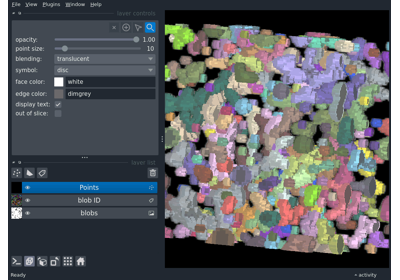 File View Plugins Window Help
layer controls
opacity: 1.00
point size: 10
blending: translucent
symbol: disc
face color: white
edge color: dimgrey
display text:
out of slice:
layer list
Points
blob ID
blobs
Ready
activity